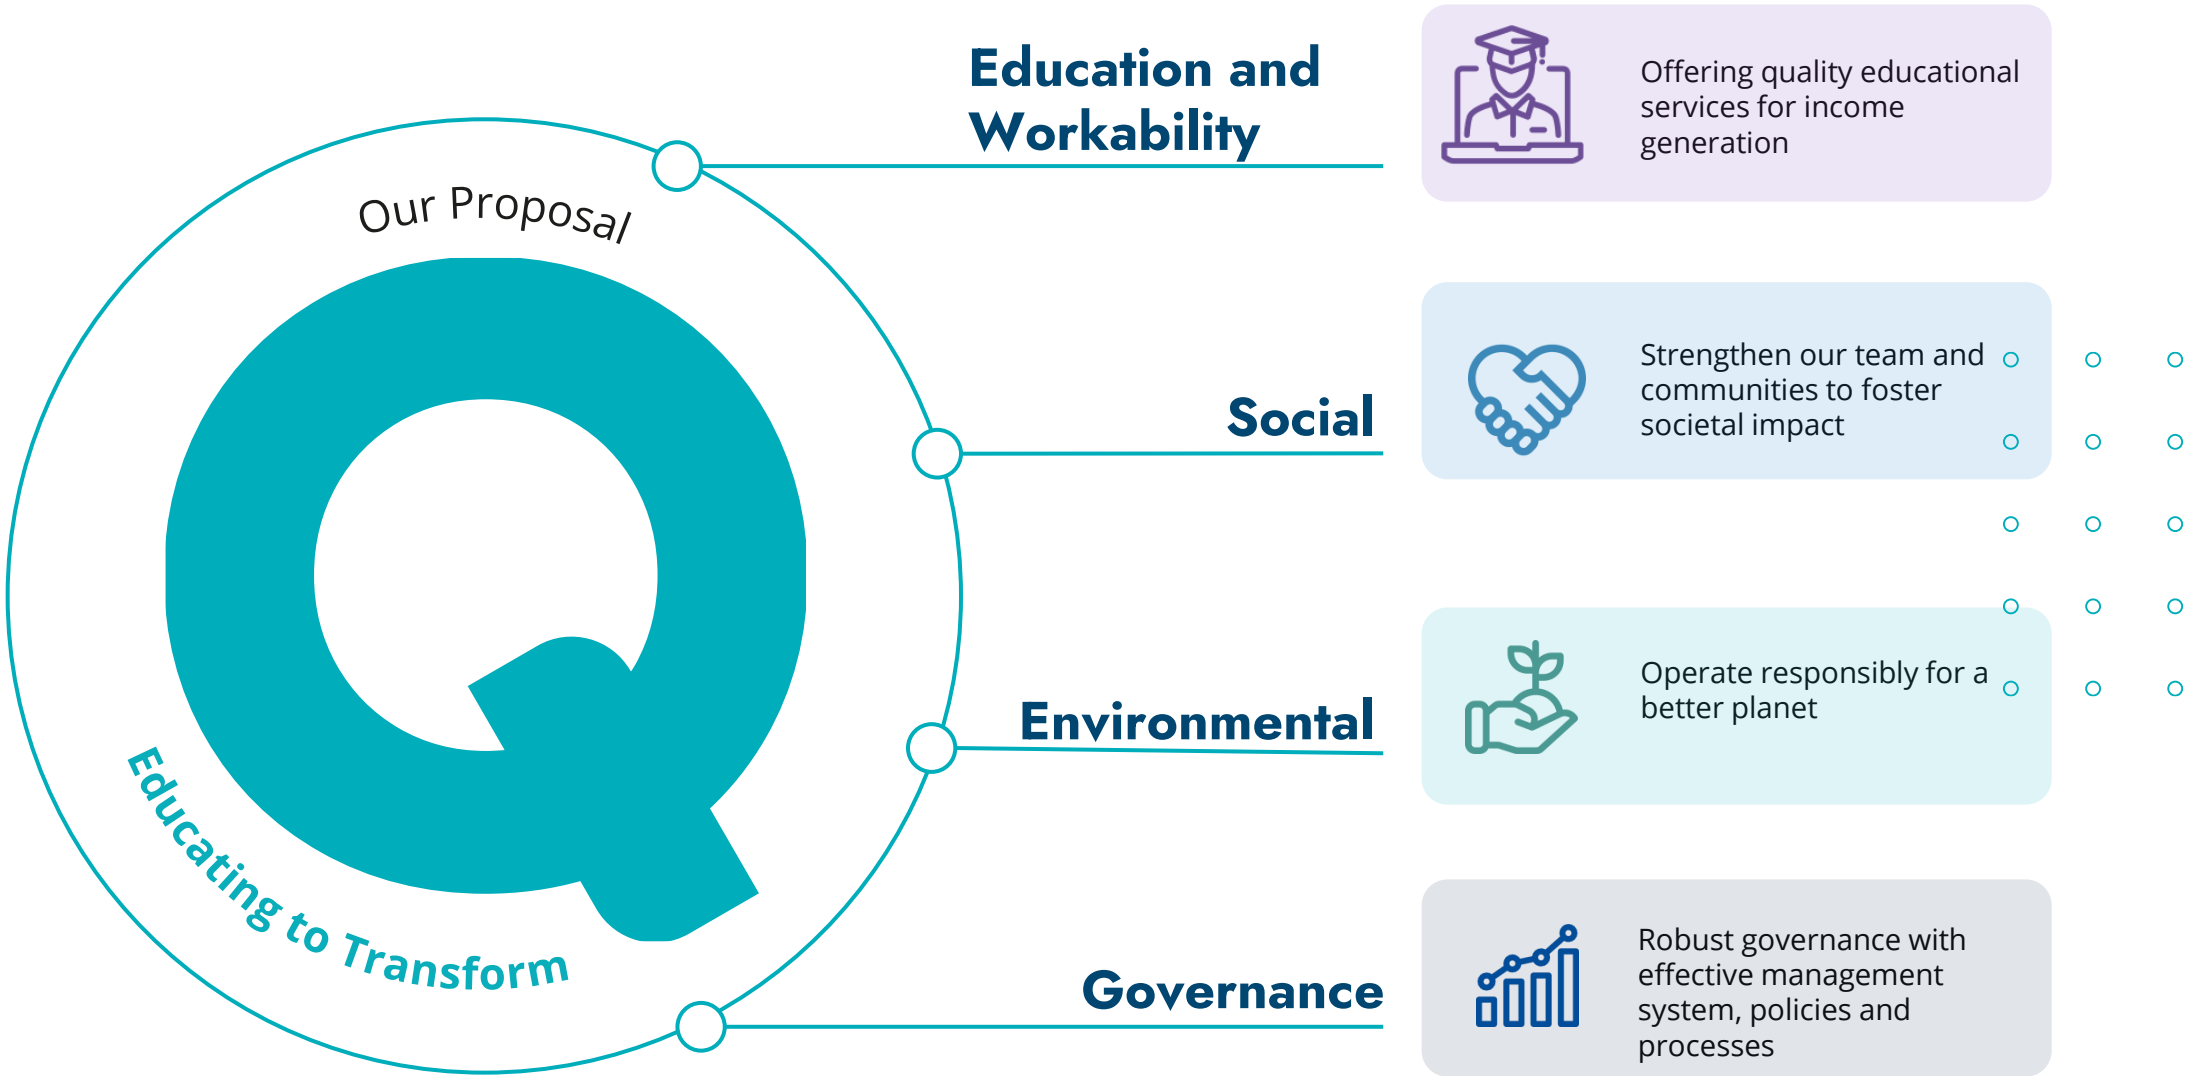 Our Proposal
Q
Educating to Transform
Education and
Workability
Offering quality educational
services for income
generation
Social
Strengthen our team and
communities to foster
societal impact
Environmental
Operate responsibly for a
better planet
Governance
Robust governance with
effective management
system, policies and
processes